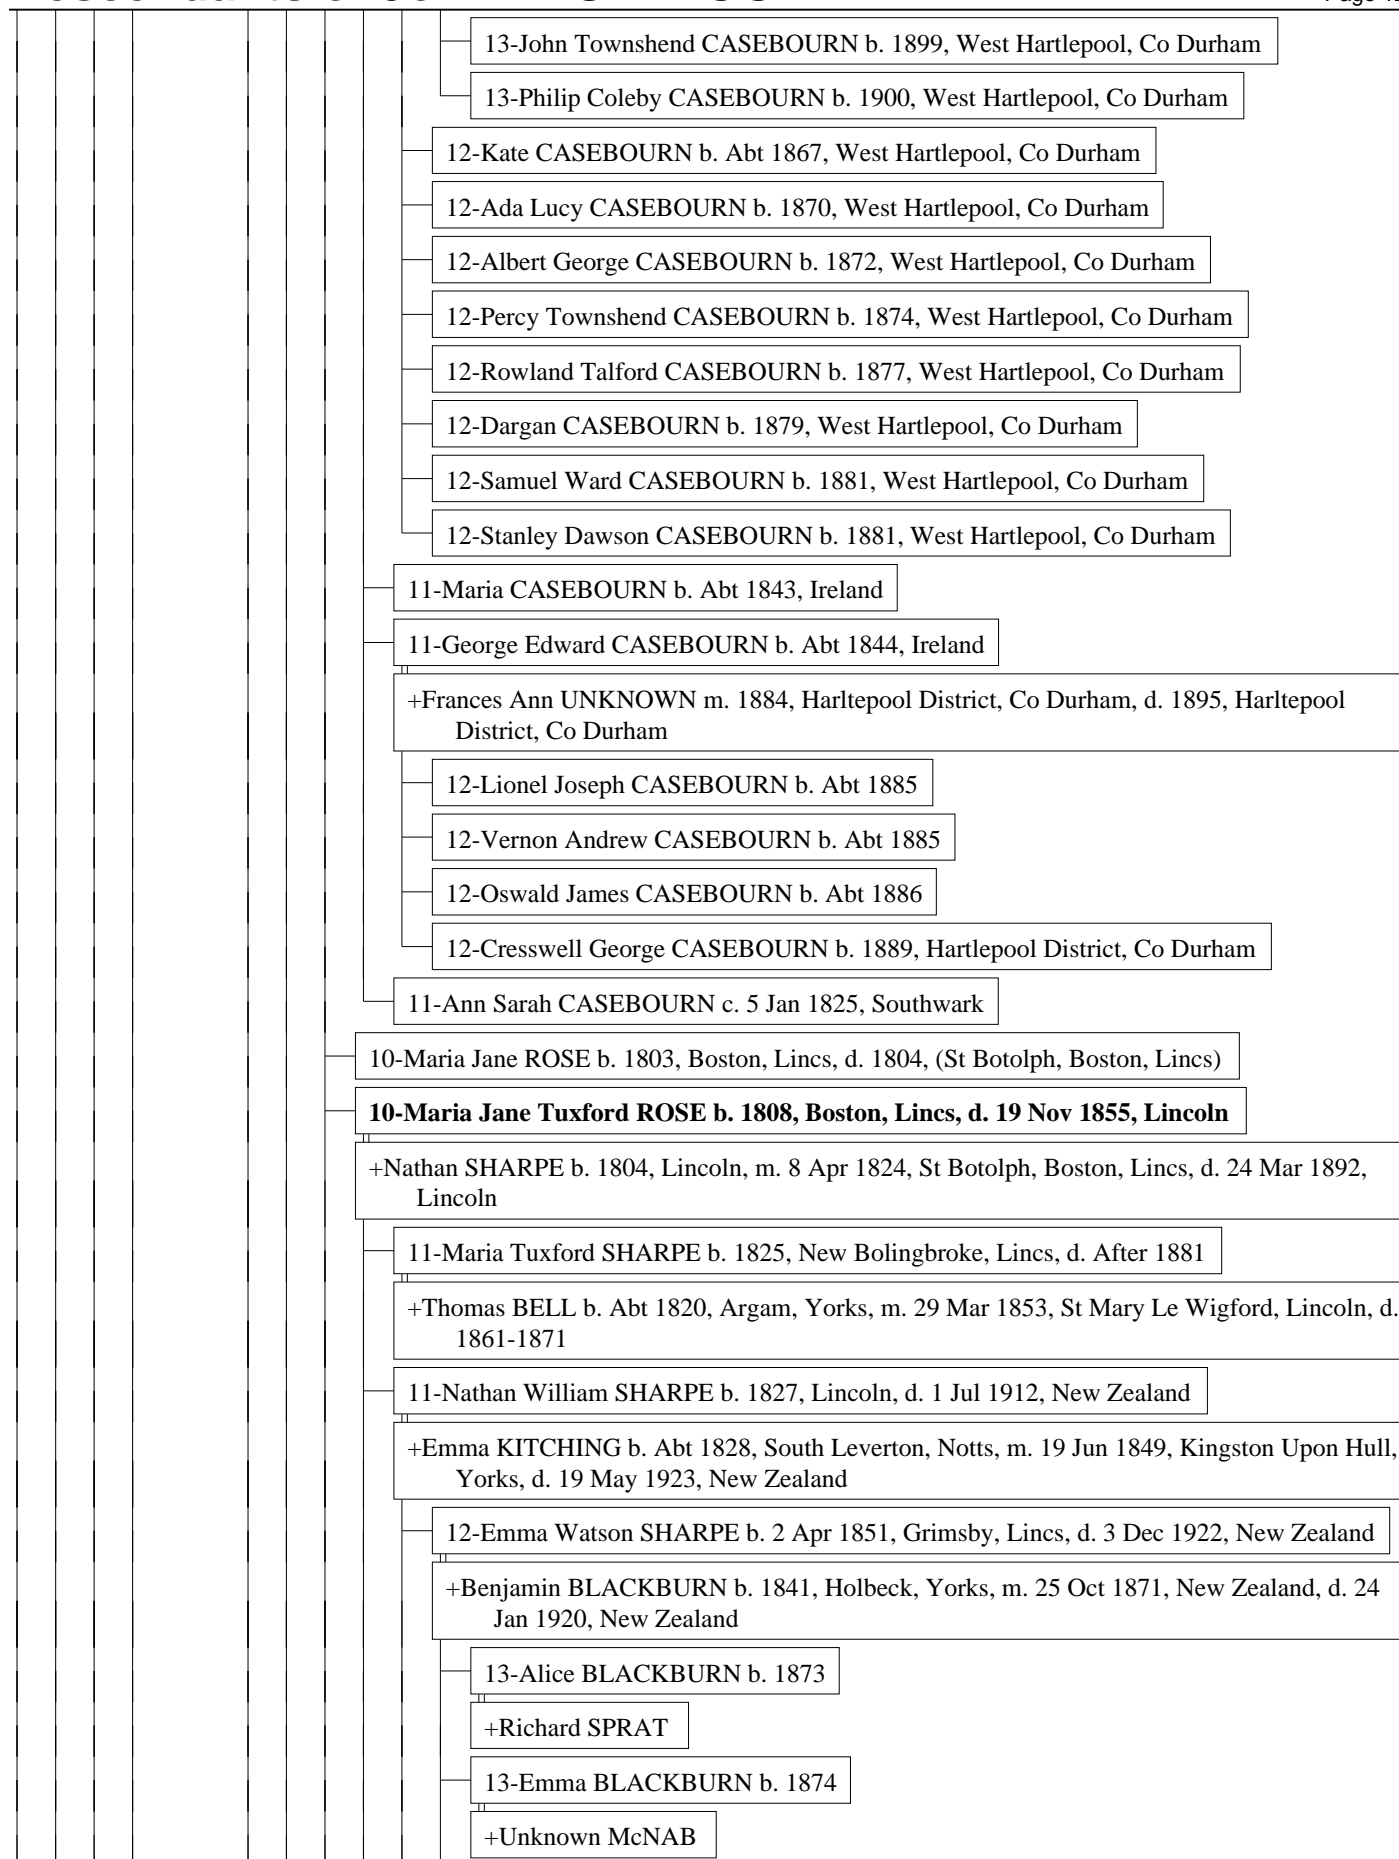 13-John Townshend CASEBOURN b. 1899, West Hartlepool, Co Durham
13-Philip Coleby CASEBOURN b. 1900, West Hartlepool, Co Durham
12-Kate CASEBOURN b. Abt 1867, West Hartlepool, Co Durham
12-Ada Lucy CASEBOURN b. 1870, West Hartlepool, Co Durham
12-Albert George CASEBOURN b. 1872, West Hartlepool, Co Durham
12-Percy Townshend CASEBOURN b. 1874, West Hartlepool, Co Durham
12-Rowland Talford CASEBOURN b. 1877, West Hartlepool, Co Durham
12-Dargan CASEBOURN b. 1879, West Hartlepool, Co Durham
12-Samuel Ward CASEBOURN b. 1881, West Hartlepool, Co Durham
12-Stanley Dawson CASEBOURN b. 1881, West Hartlepool, Co Durham
11-Maria CASEBOURN b. Abt 1843, Ireland
11-George Edward CASEBOURN b. Abt 1844, Ireland
+Frances Ann UNKNOWN m. 1884, Harltepool District, Co Durham, d. 1895, Harltepool
District, Co Durham
12-Lionel Joseph CASEBOURN b. Abt 1885
12-Vernon Andrew CASEBOURN b. Abt 1885
12-Oswald James CASEBOURN b. Abt 1886
12-Cresswell George CASEBOURN b. 1889, Hartlepool District, Co Durham
11-Ann Sarah CASEBOURN c. 5 Jan 1825, Southwark
10-Maria Jane ROSE b. 1803, Boston, Lincs, d. 1804, (St Botolph, Boston, Lincs)
10-Maria Jane Tuxford ROSE b. 1808, Boston, Lincs, d. 19 Nov 1855, Lincoln
+Nathan SHARPE b. 1804, Lincoln, m. 8 Apr 1824, St Botolph, Boston, Lincs, d. 24 Mar 1892,
Lincoln
11-Maria Tuxford SHARPE b. 1825, New Bolingbroke, Lincs, d. After 1881
+Thomas BELL b. Abt 1820, Argam, Yorks, m. 29 Mar 1853, St Mary Le Wigford, Lincoln, d.
1861-1871
11-Nathan William SHARPE b. 1827, Lincoln, d. 1 Jul 1912, New Zealand
+Emma KITCHING b. Abt 1828, South Leverton, Notts, m. 19 Jun 1849, Kingston Upon Hull,
Yorks, d. 19 May 1923, New Zealand
12-Emma Watson SHARPE b. 2 Apr 1851, Grimsby, Lincs, d. 3 Dec 1922, New Zealand
+Benjamin BLACKBURN b. 1841, Holbeck, Yorks, m. 25 Oct 1871, New Zealand, d. 24
Jan 1920, New Zealand
13-Alice BLACKBURN b. 1873
+Richard SPRAT
13-Emma BLACKBURN b. 1874
+Unknown McNAB